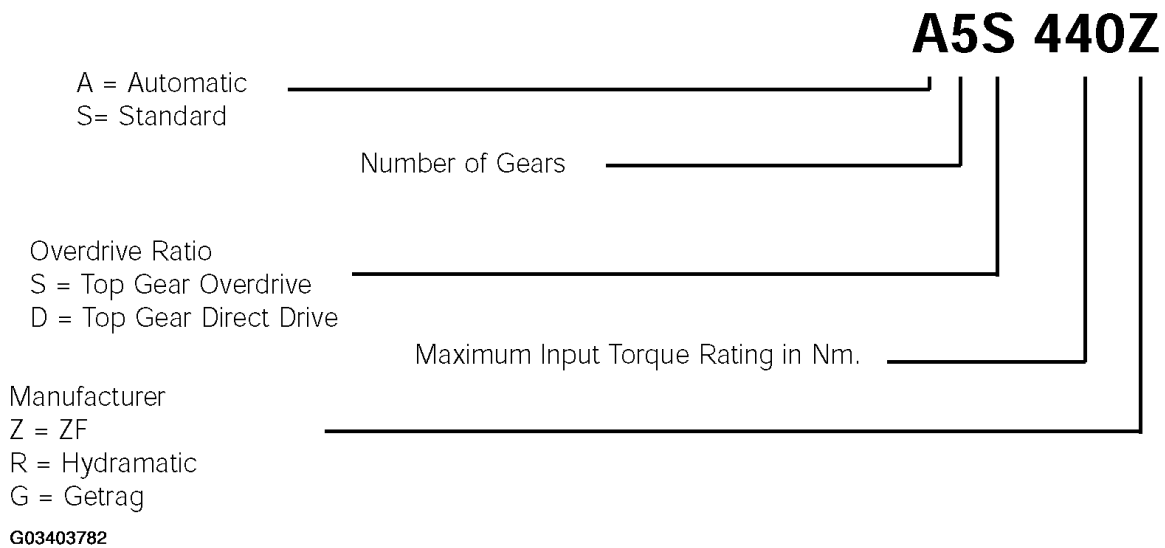 A5S 440Z
A = Automatic
S= Standard
Number of Gears
Overdrive Ratio
S = Top Gear Overdrive
D = Top Gear Direct Drive
Maximum Input Torque Rating in Nm.
Manufacturer
Z = ZF
R = Hydramatic
G = Getrag
G03403782